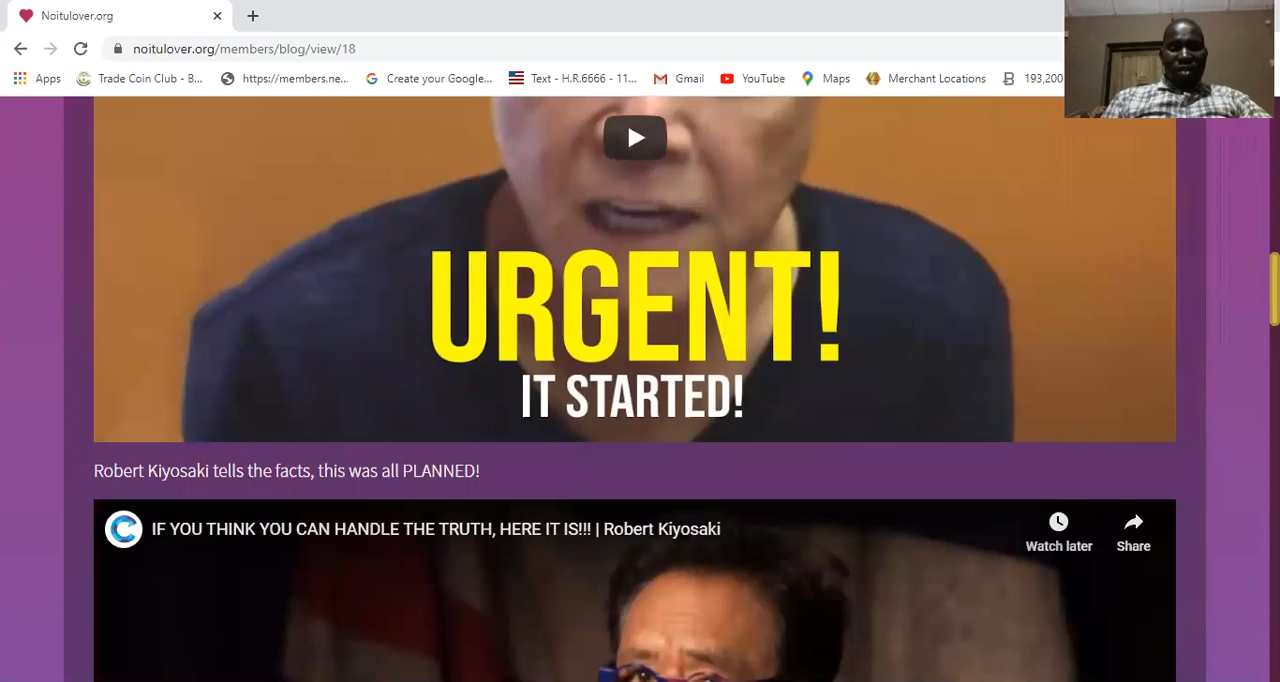 Noitulover.org
noitulover.org/members/blog/view/18
Apps Trade Coin Club - B... https://members.ne... Create your Google... Text - H.R.6666 - 11... Gmail YouTube Maps Merchant Locations 193,200
URGENT!
IT STARTED!
Robert Kiyosaki tells the facts, this was all PLANNED!
IF YOU THINK YOU CAN HANDLE THE TRUTH, HERE IT IS!!! | Robert Kiyosaki
Watch later Share